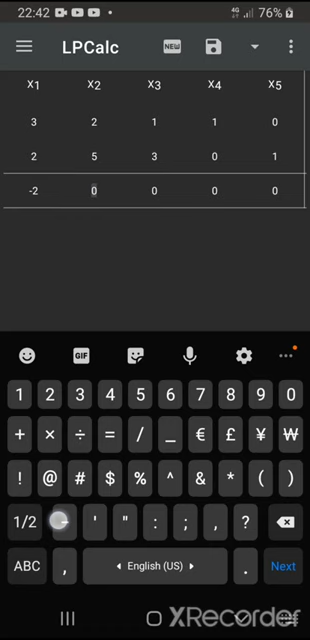 22:42 4G 76%
LPCalc NEW
X1 X2 X3 X4 X5
3 2 1 1 0
2 5 3 0 1
-2 0 0 0 0
GIF
1 2 3 4 5 6 7 8 9 0
+ × ÷ = / _ € £ ¥ ₩
! @ # $ % ^ & * ( )
1/2 - ' " : ; , ?
ABC , English (US) . Next
XRecorder